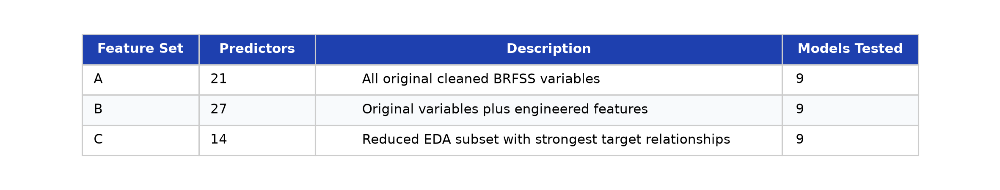 Feature Set Predictors Description Models Tested
A 21 All original cleaned BRFSS variables 9
B 27 Original variables plus engineered features 9
C 14 Reduced EDA subset with strongest target relationships 9